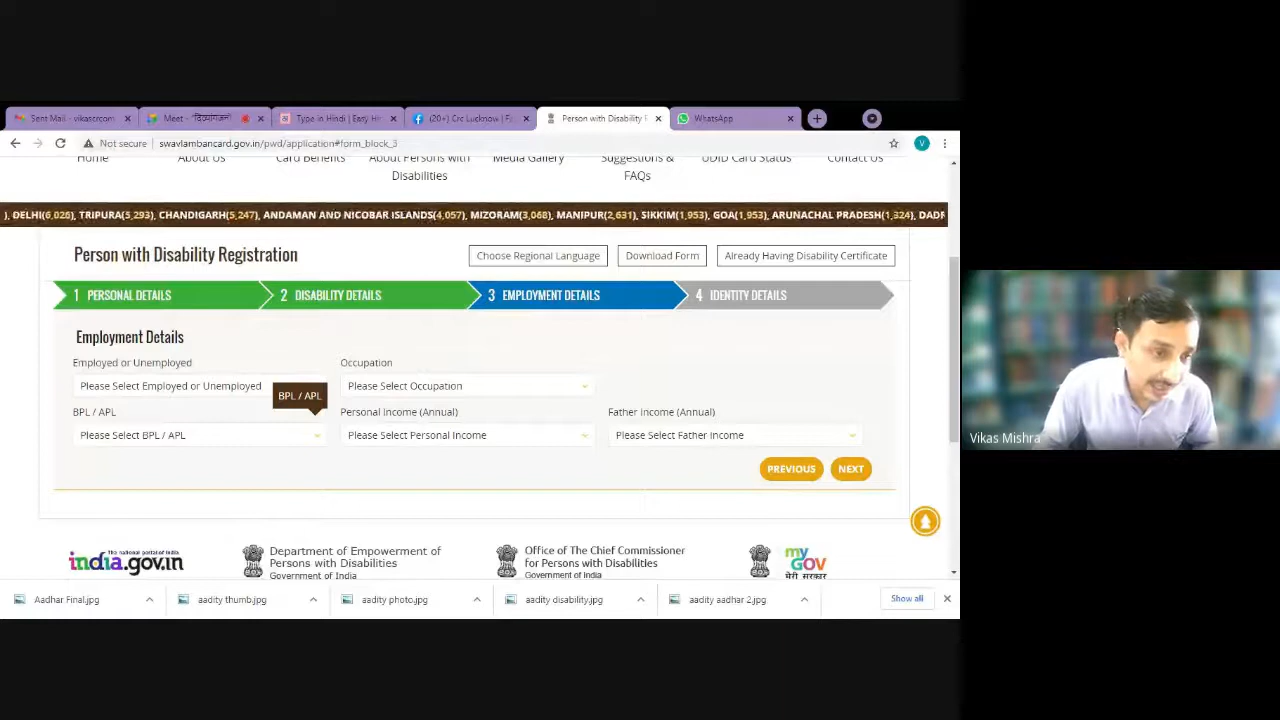 Sent Mail - vikascrccom
Meet - "दिव्यांगजनों
Type in Hindi | Easy Hi
(20+) Crc Lucknow | F
Person with Disability R
WhatsApp
Not secure
swavlambancard.gov.in/pwd/application#form_block_3
V
Home
About Us
Card Benefits
About Persons with
Disabilities
Media Gallery
Suggestions &
FAQs
UDID Card Status
Contact Us
), DELHI(6,026), TRIPURA(5,293), CHANDIGARH(5,247), ANDAMAN AND NICOBAR ISLANDS(4,057), MIZORAM(3,068), MANIPUR(2,631), SIKKIM(1,953), GOA(1,953), ARUNACHAL PRADESH(1,324), DADR
Person with Disability Registration
Choose Regional Language
Download Form
Already Having Disability Certificate
1 PERSONAL DETAILS
2 DISABILITY DETAILS
3 EMPLOYMENT DETAILS
4 IDENTITY DETAILS
Employment Details
Employed or Unemployed
Occupation
Please Select Employed or Unemployed
Please Select Occupation
BPL / APL
BPL / APL
Personal Income (Annual)
Father Income (Annual)
Please Select BPL / APL
Please Select Personal Income
Please Select Father Income
PREVIOUS
NEXT
Vikas Mishra
the national portal of India
india.gov.in
Department of Empowerment of
Persons with Disabilities
Government of India
Office of The Chief Commissioner
for Persons with Disabilities
Government of India
my
GOV
मेरी सरकार
Aadhar Final.jpg
aadity thumb.jpg
aadity photo.jpg
aadity disability.jpg
aadity aadhar 2.jpg
Show all